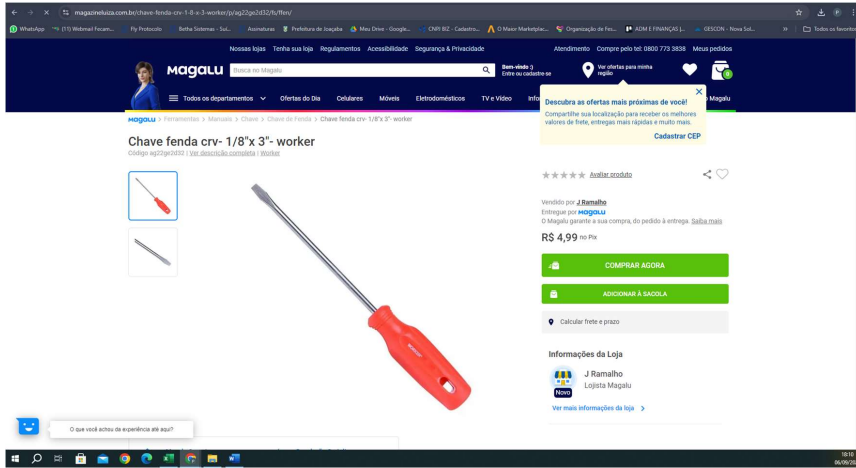 magazineluiza.com.br/chave-fenda-crv-1-8-x-3-worker/p/ag22ge2d32/h/ffen/
WhatsApp
(11) Webmail Fecam...
Fly Protocolo
Betha Sistemas - Sui...
Assinaturas
Prefeitura de Joaçaba
Meu Drive - Google...
CNPJ BIZ - Cadastro...
O Maior Marketplac...
Organização de Fes...
ADM E FINANÇAS |...
GESCON - Nova Sol...
»
Todos os favoritos
Nossas lojas Tenha sua loja Regulamentos Acessibilidade Segurança & Privacidade
Atendimento Compre pelo tel: 0800 773 3838 Meus pedidos
Magalu
Busca no Magalu
Bem-vindo :)
Entre ou cadastre-se
Ver ofertas para minha
região
0
Todos os departamentos
Ofertas do Dia
Celulares
Móveis
Eletrodomésticos
TV e Vídeo
Magalu
Descubra as ofertas mais próximas de você!
Compartilhe sua localização para receber os melhores
valores de frete, entregas mais rápidas e muito mais.
Cadastrar CEP
Magalu > Ferramentas > Manuais > Chave > Chave de Fenda > Chave fenda crv- 1/8"x 3"- worker
Chave fenda crv- 1/8"x 3"- worker
Código ag22ge2d32 | Ver descrição completa | Worker
Avaliar produto
Vendido por J Ramalho
Entregue por Magalu
O Magalu garante a sua compra, do pedido à entrega. Saiba mais
R$ 4,99 no Pix
COMPRAR AGORA
ADICIONAR À SACOLA
Calcular frete e prazo
Informações da Loja
J Ramalho
Lojista Magalu
Novo
Ver mais informações da loja >
O que você achou da experiência até aqui?
18:10